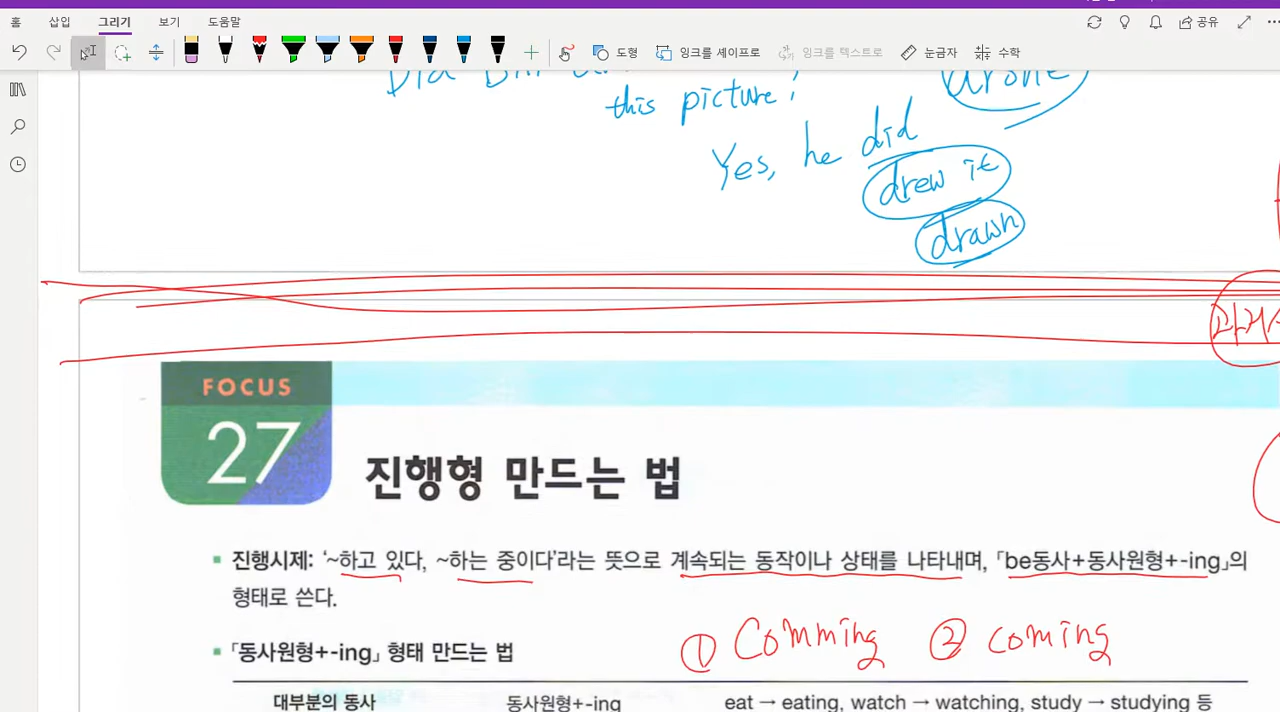 홈 삽입 그리기 보기 도움말 공유
도형 잉크를 셰이프로 잉크를 텍스트로 눈금자 수학
Did
this picture?
Yes, he did
drew it
drawn
FOCUS
27
진행형 만드는 법
진행시제: '~하고 있다, ~하는 중이다'라는 뜻으로 계속되는 동작이나 상태를 나타내며, 「be동사+동사원형+-ing」의
형태로 쓴다.
① Comming ② coming
「동사원형+-ing」 형태 만드는 법
대부분의 동사 동사원형+-ing eat → eating, watch → watching, study → studying 등